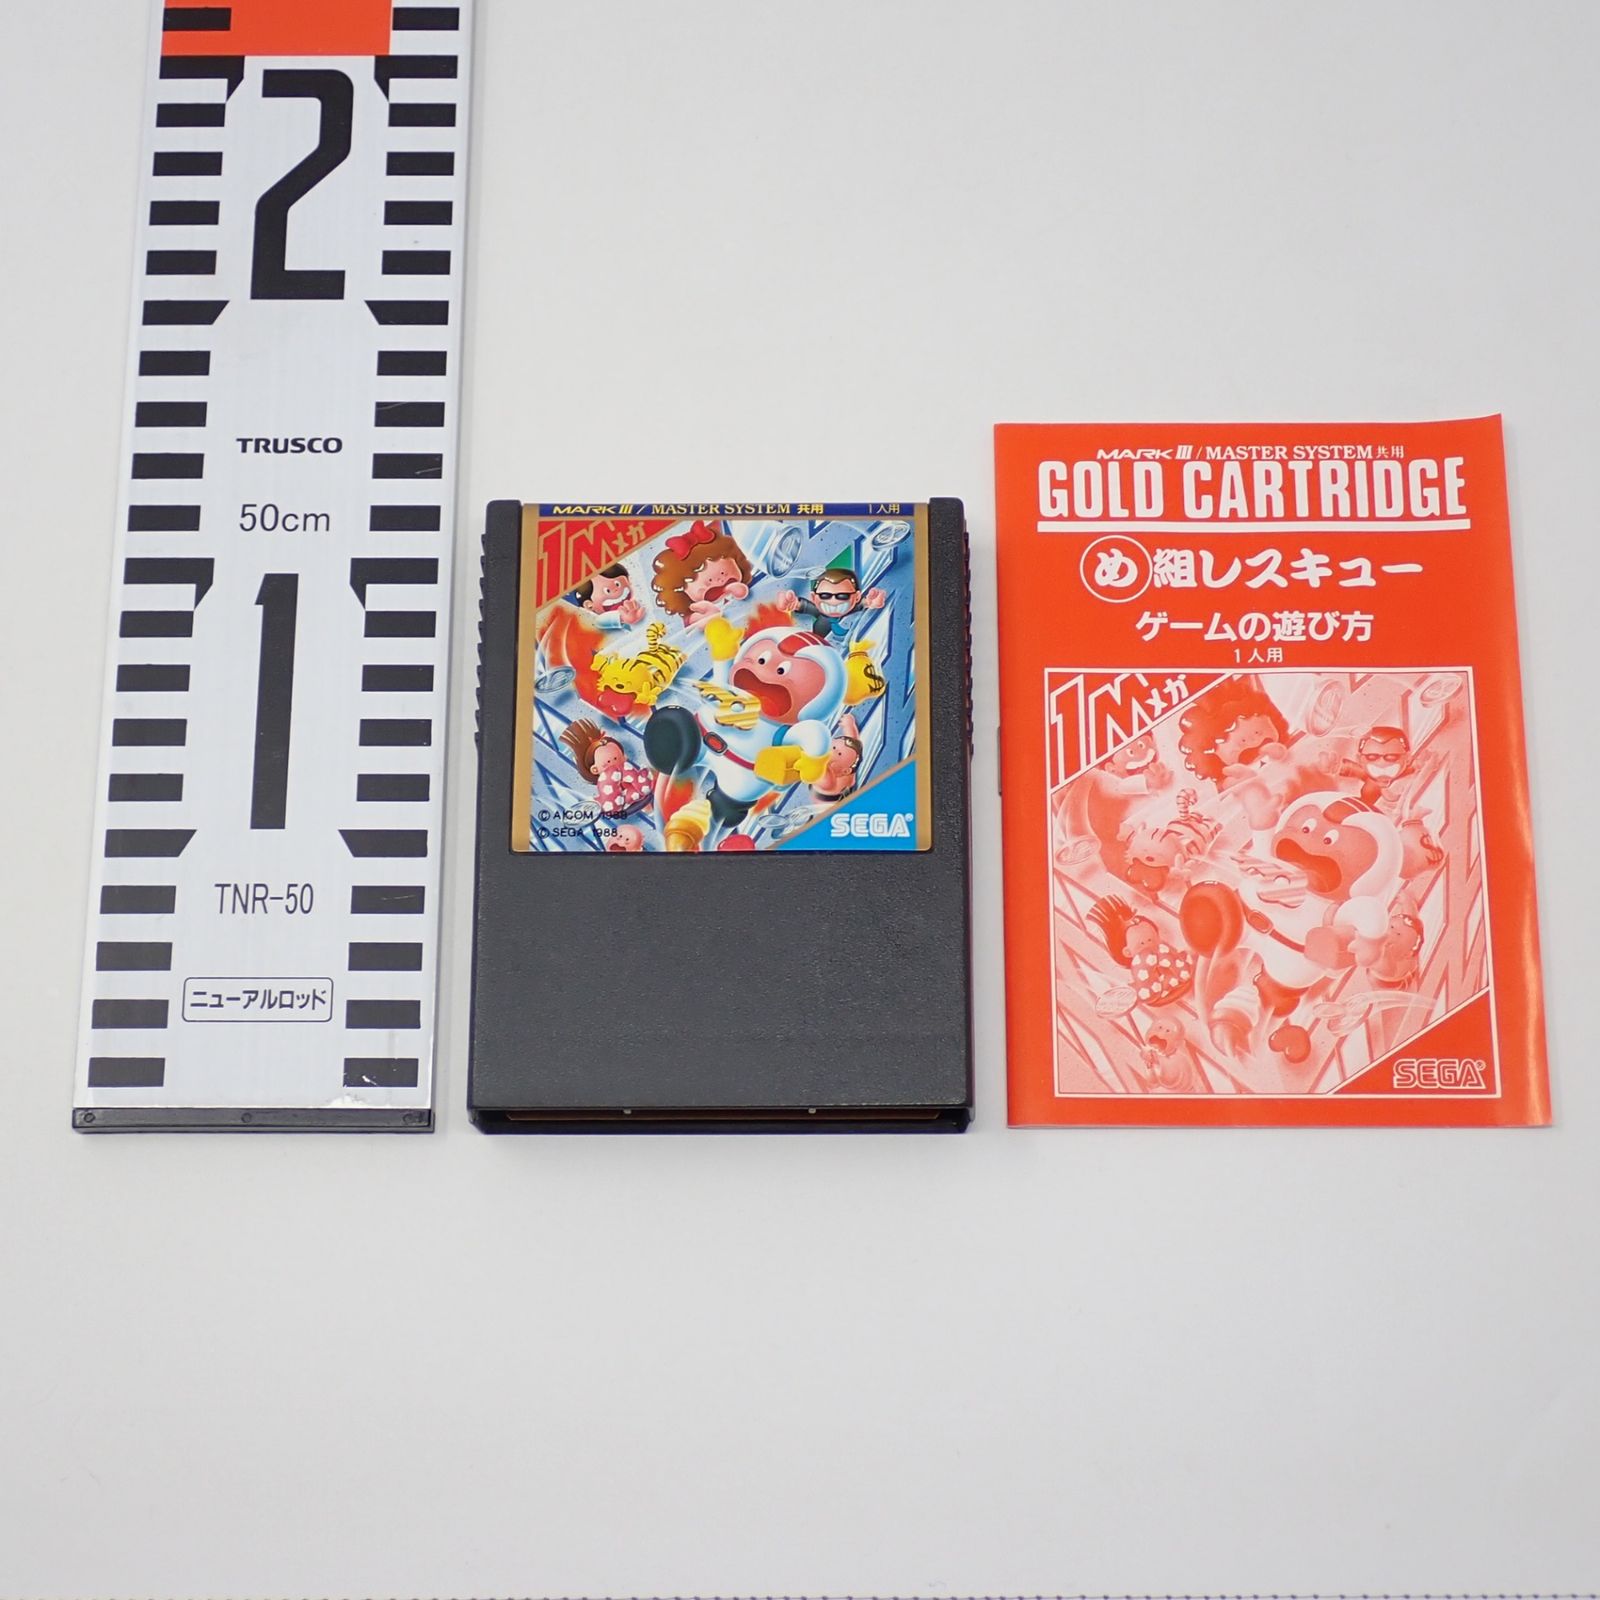 2
TRUSCO
50cm
1
TNR-50
ニューアルロッド
MARK III / MASTER SYSTEM 共用 1人用
1Mメガ
$
© AICOM 1988
© SEGA 1988.
SEGA®
MARK III / MASTER SYSTEM 共用
GOLD CARTRIDGE
め組レスキュー
ゲームの遊び方
1人用
1Mメガ
SEGA®